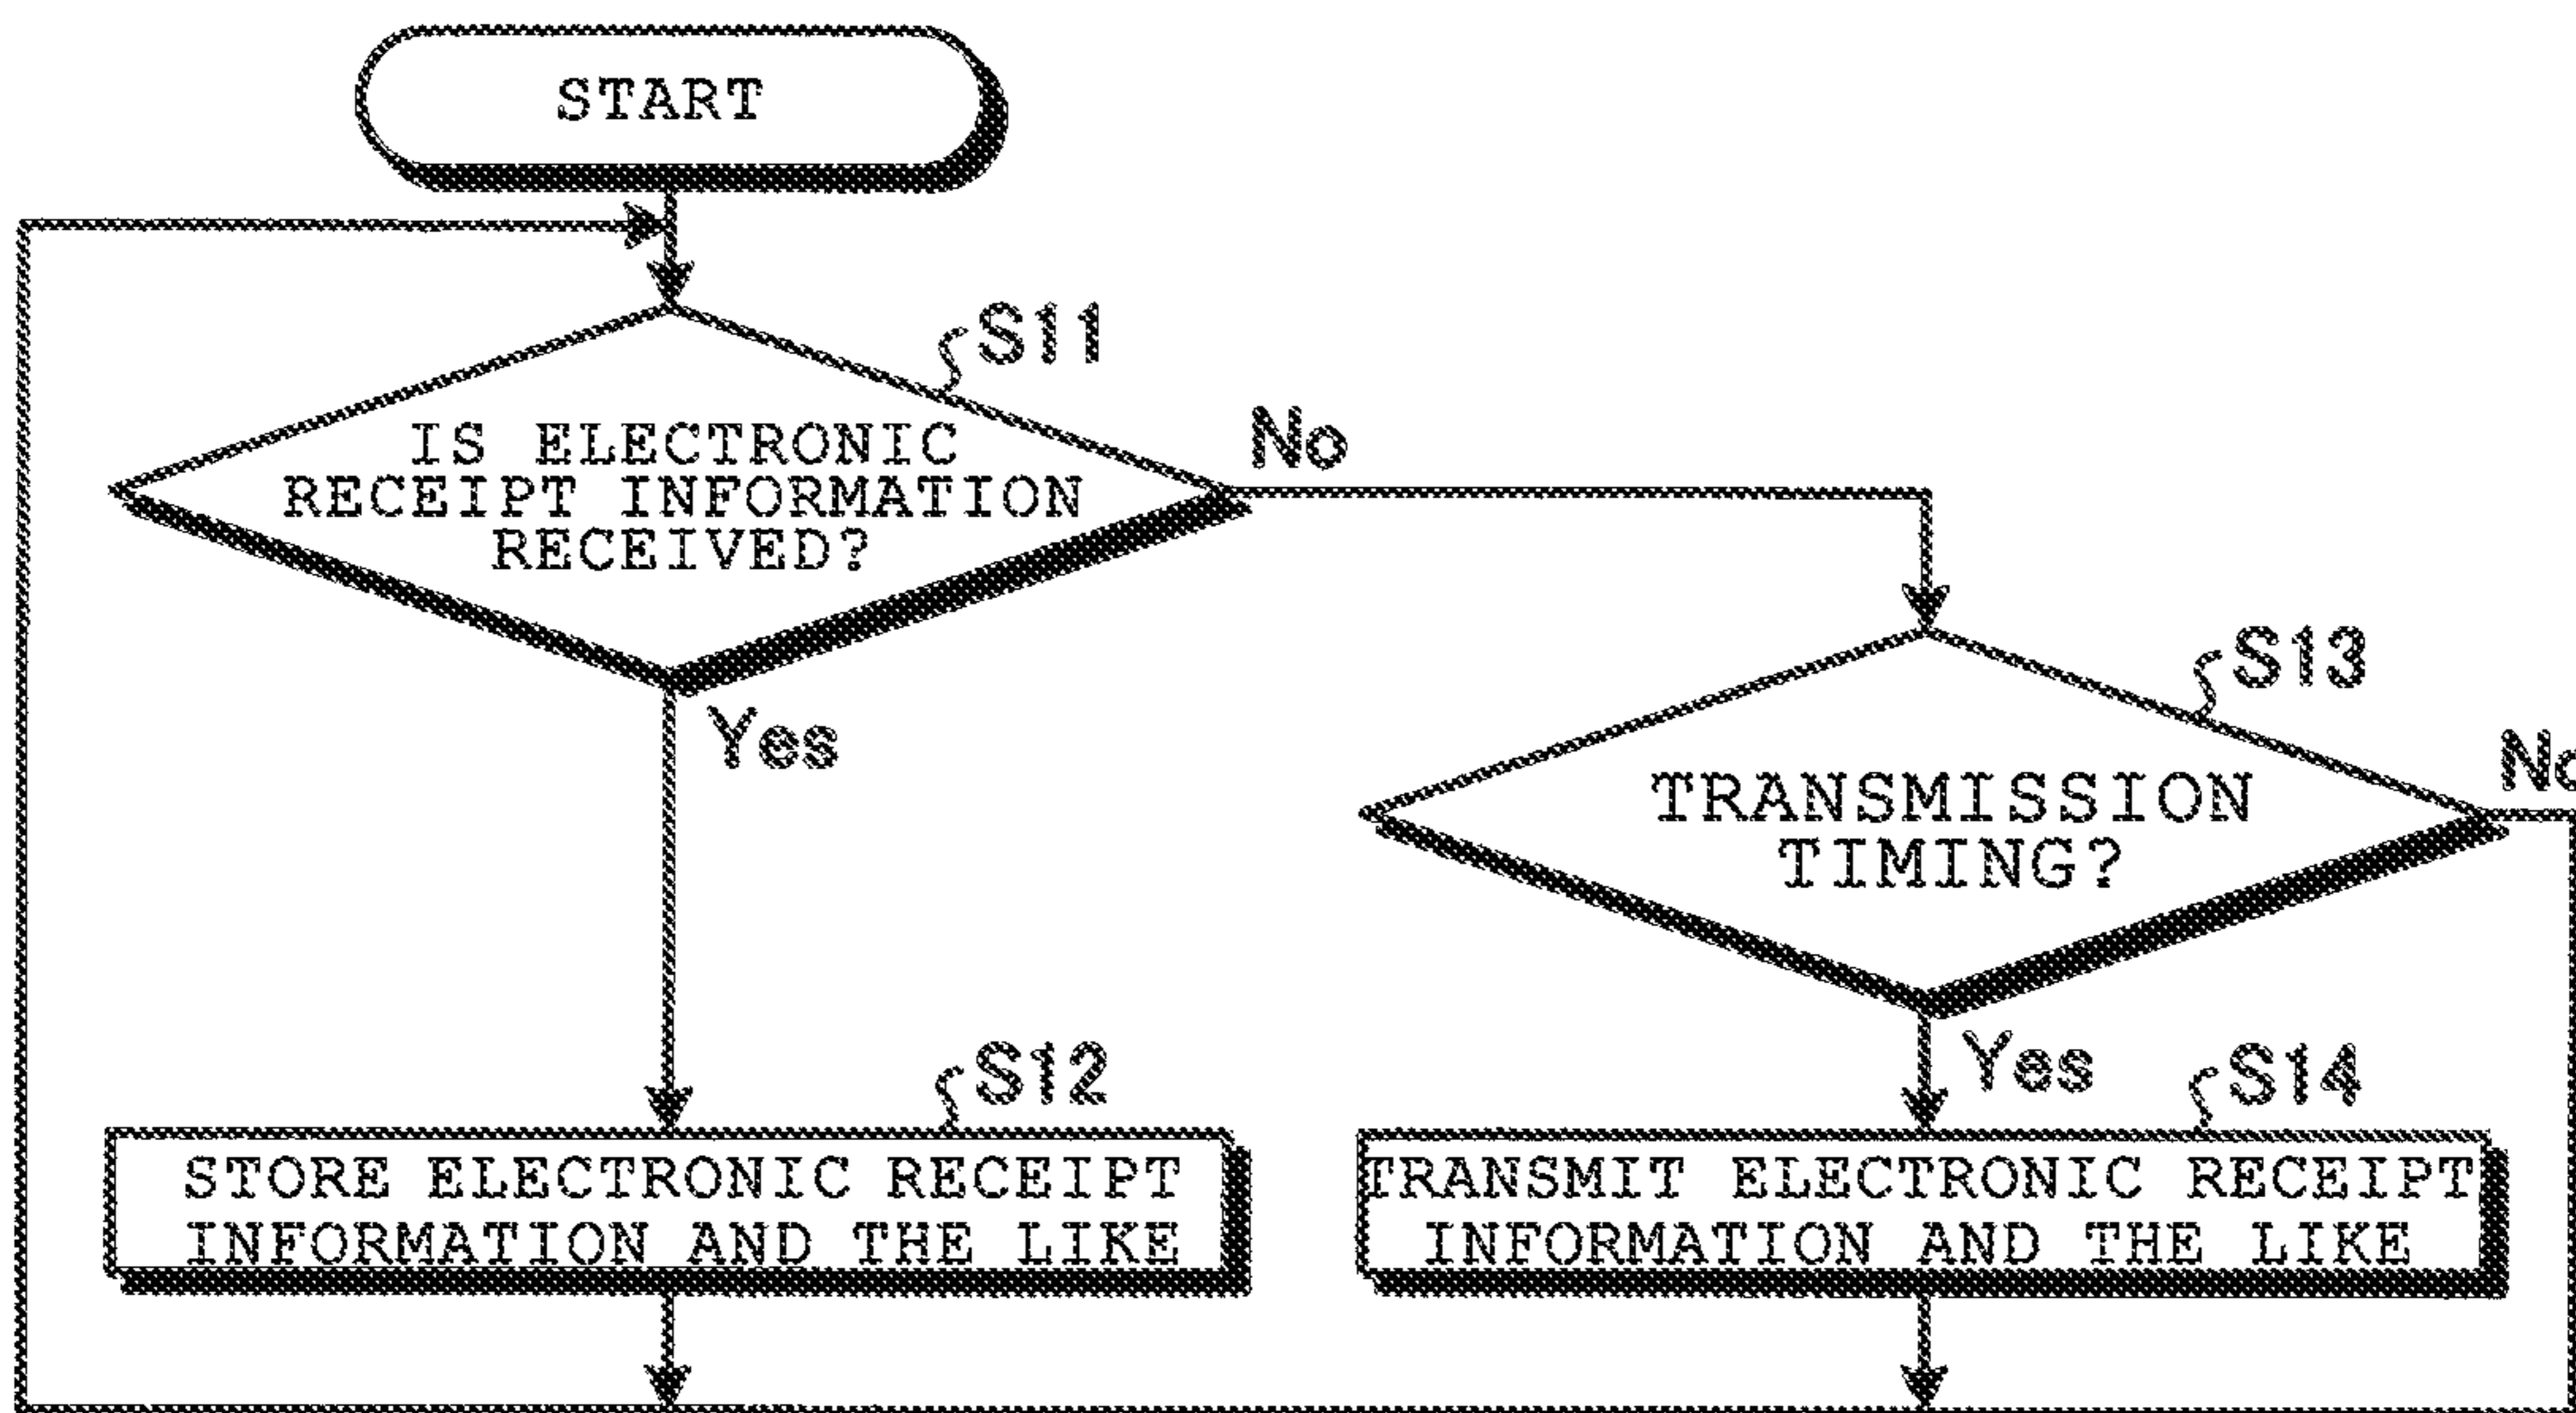 START
S11
IS ELECTRONIC
RECEIPT INFORMATION
RECEIVED?
No
Yes
S13
TRANSMISSION
TIMING?
No
Yes
S12
STORE ELECTRONIC RECEIPT
INFORMATION AND THE LIKE
S14
TRANSMIT ELECTRONIC RECEIPT
INFORMATION AND THE LIKE